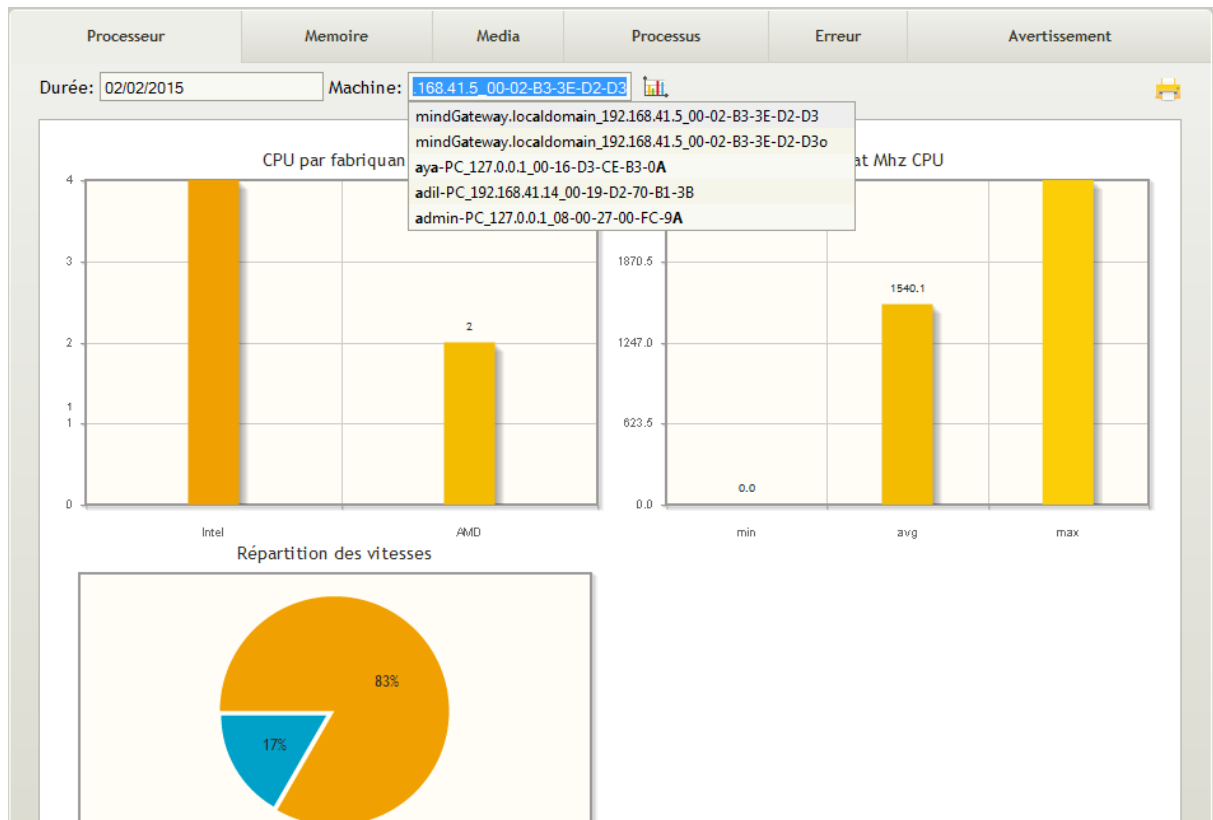 Processeur Memoire Media Processus Erreur Avertissement
Durée: 02/02/2015 Machine: .168.41.5_00-02-B3-3E-D2-D3
mindGateway.localdomain_192.168.41.5_00-02-B3-3E-D2-D3
mindGateway.localdomain_192.168.41.5_00-02-B3-3E-D2-D3o
aya-PC_127.0.0.1_00-16-D3-CE-B3-0A
adil-PC_192.168.41.14_00-19-D2-70-B1-3B
admin-PC_127.0.0.1_08-00-27-00-FC-9A
CPU par fabriquan
4
3
2
1
1
0
2
Intel AMD
at Mhz CPU
1870.5
1247.0
623.5
0.0
0.0
1540.1
min avg max
Répartition des vitesses
83%
17%